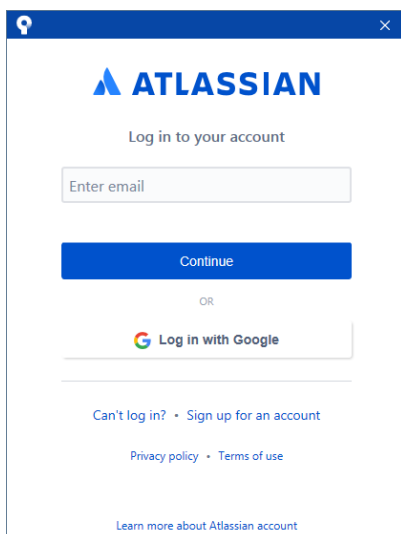 ATLASSIAN
Log in to your account
Enter email
Continue
OR
Log in with Google
Can't log in? • Sign up for an account
Privacy policy • Terms of use
Learn more about Atlassian account